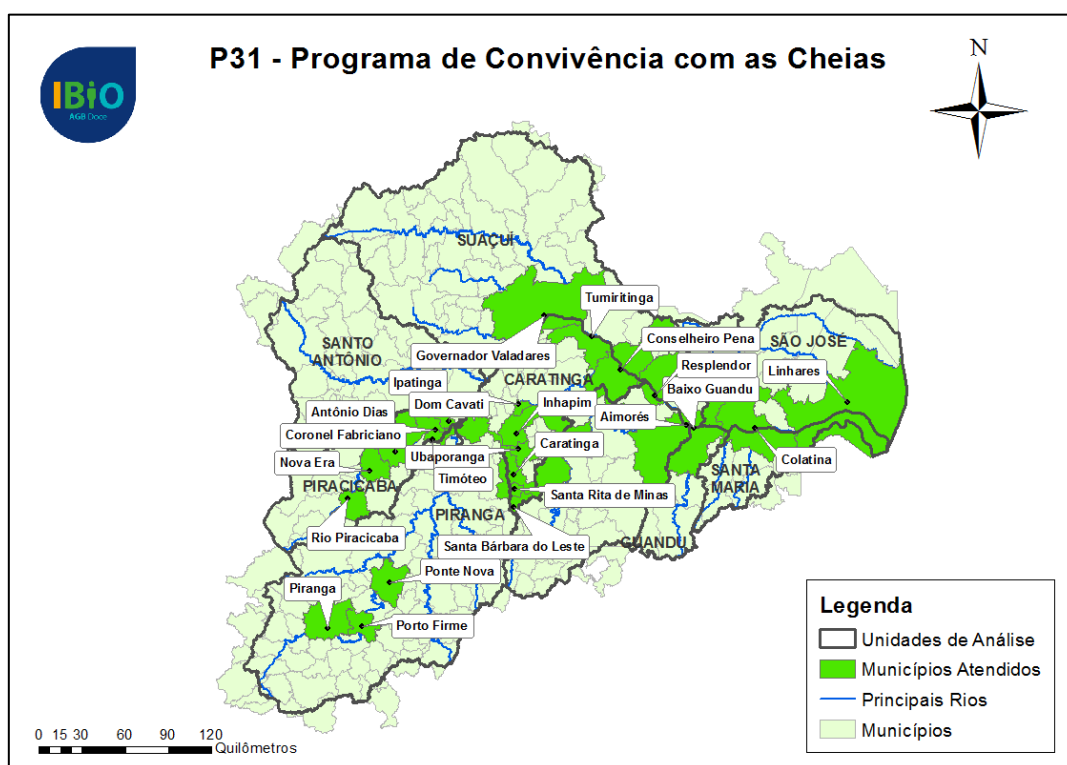 P31 - Programa de Convivência com as Cheias
N
IBiO
AGB Doce
SUAÇUÍ
Tumiritinga
SANTO
ANTÔNIO
Governador Valadares
Conselheiro Pena
SÃO JOSÉ
Resplendor
Linhares
Ipatinga
CARATINGA
Baixo Guandu
Dom Cavati
Inhapim
Antônio Dias
Aimorés
Coronel Fabriciano
Caratinga
Ubaporanga
Colatina
Nova Era
Timóteo
SANTA
MARIA
PIRACICABA
Santa Rita de Minas
PIRANGA
Rio Piracicaba
Santa Bárbara do Leste
GUANDU
Ponte Nova
Piranga
Porto Firme
Legenda
Unidades de Análise
Municípios Atendidos
Principais Rios
Municípios
0 15 30 60 90 120
Quilômetros